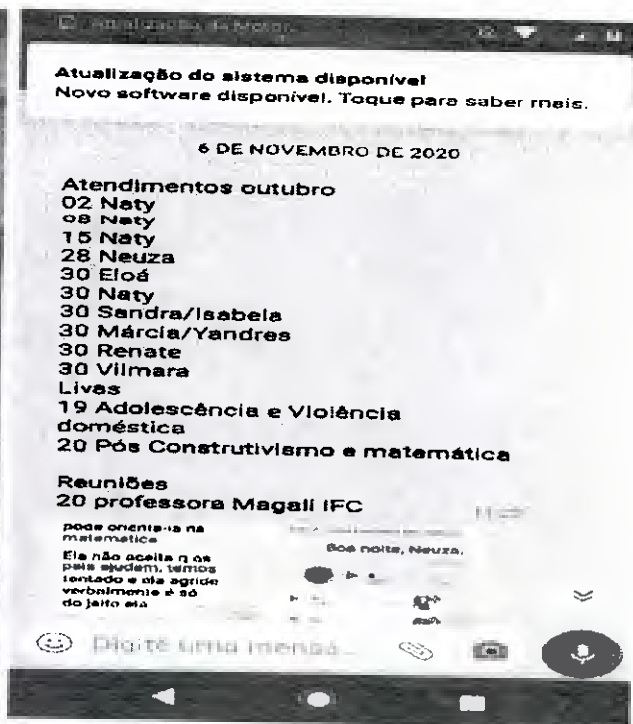 Atualização do Motor...
Atualização do sistema disponível
Novo software disponível. Toque para saber mais.
6 DE NOVEMBRO DE 2020
Atendimentos outubro
02 Naty
08 Naty
15 Naty
28 Neuza
30 Eloá
30 Naty
30 Sandra/Isabela
30 Márcia/Yandres
30 Renate
30 Vilmara
Livas
19 Adolescência e Violência
doméstica
20 Pós Construtivismo e matemática
Reuniões
20 professora Magali IFC
pode orienta-la na
matemática
Ela não aceita q os
pais ajudem, temos
tentado e ela agride
verbalmente é só
do jeito ela
Boa noite, Neuza.
Digite uma mensa...